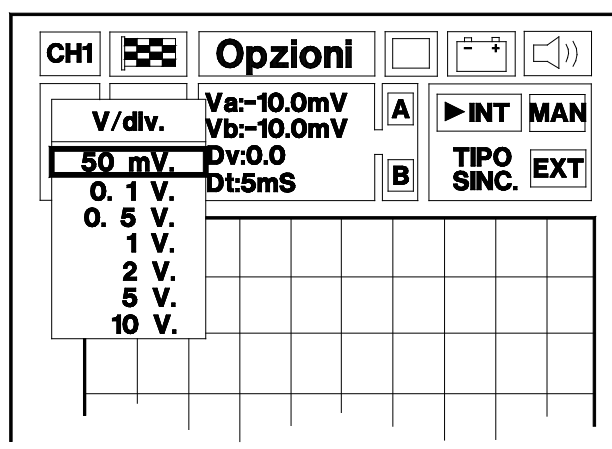 CH1 Opzioni - +
V/div.
50 mV.
0. 1 V.
0. 5 V.
1 V.
2 V.
5 V.
10 V.
Va:-10.0mV
Vb:-10.0mV
Dv:0.0
Dt:5mS
A
B
►INT MAN
TIPO
SINC. EXT